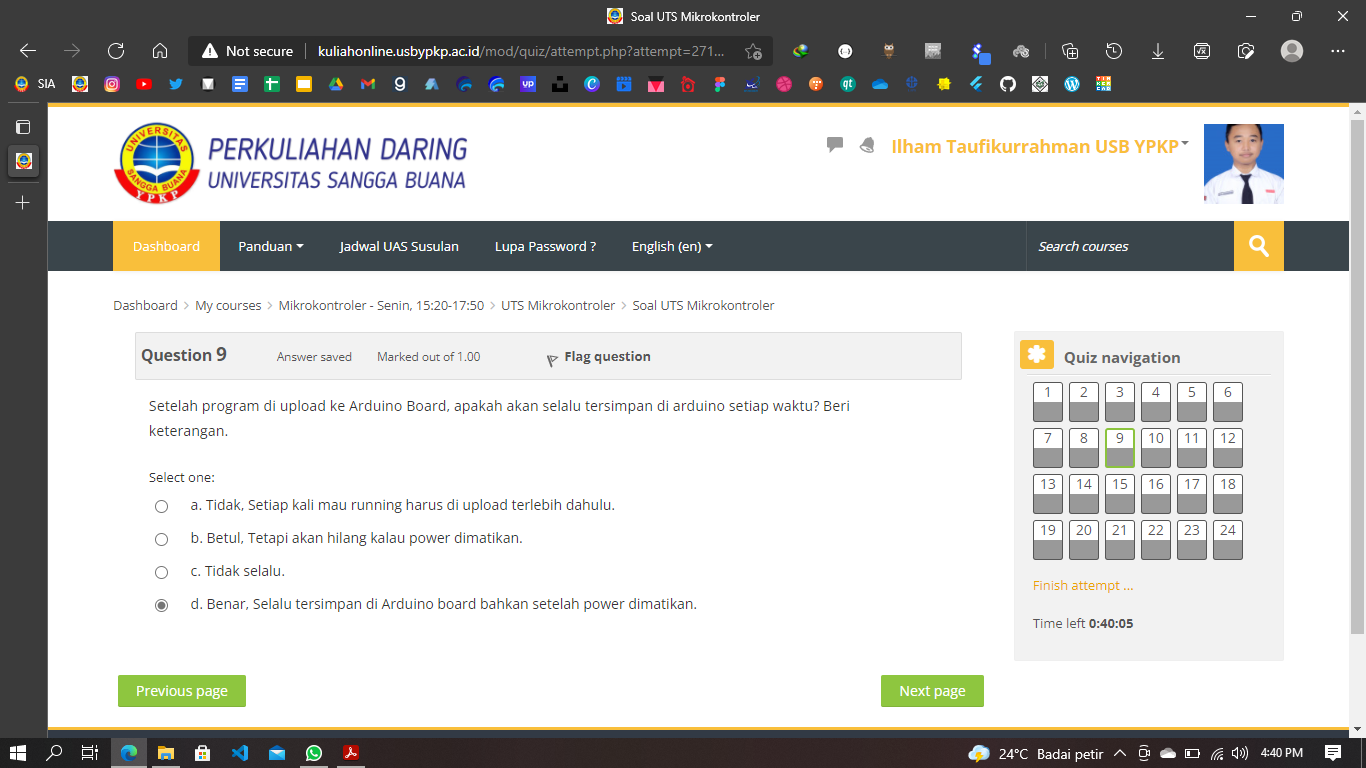 Soal UTS Mikrokontroler
Not secure
kuliahonline.usbypkp.ac.id/mod/quiz/attempt.php?attempt=271...
SIA
UNIVERSITAS SANGGA BUANA
YPKP
PERKULIAHAN DARING
UNIVERSITAS SANGGA BUANA
Ilham Taufikurrahman USB YPKP
Dashboard
Panduan
Jadwal UAS Susulan
Lupa Password ?
English (en)
Search courses
Dashboard > My courses > Mikrokontroler - Senin, 15:20-17:50 > UTS Mikrokontroler > Soal UTS Mikrokontroler
Question 9
Answer saved
Marked out of 1.00
Flag question
Setelah program di upload ke Arduino Board, apakah akan selalu tersimpan di arduino setiap waktu? Beri
keterangan.
Select one:
a. Tidak, Setiap kali mau running harus di upload terlebih dahulu.
b. Betul, Tetapi akan hilang kalau power dimatikan.
c. Tidak selalu.
d. Benar, Selalu tersimpan di Arduino board bahkan setelah power dimatikan.
Previous page
Next page
Quiz navigation
1 2 3 4 5 6
7 8 9 10 11 12
13 14 15 16 17 18
19 20 21 22 23 24
Finish attempt ...
Time left 0:40:05
24°C Badai petir
4:40 PM